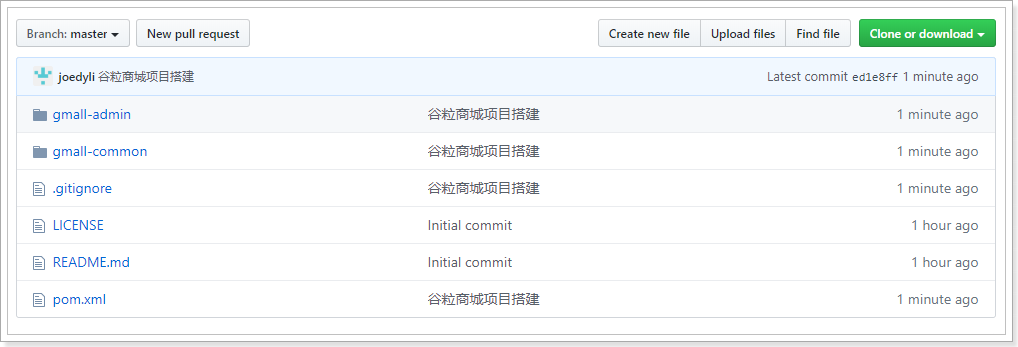 Branch: master New pull request Create new file Upload files Find file Clone or download
joedyli 谷粒商城项目搭建 Latest commit ed1e8ff 1 minute ago
gmall-admin 谷粒商城项目搭建 1 minute ago
gmall-common 谷粒商城项目搭建 1 minute ago
.gitignore 谷粒商城项目搭建 1 minute ago
LICENSE Initial commit 1 hour ago
README.md Initial commit 1 hour ago
pom.xml 谷粒商城项目搭建 1 minute ago